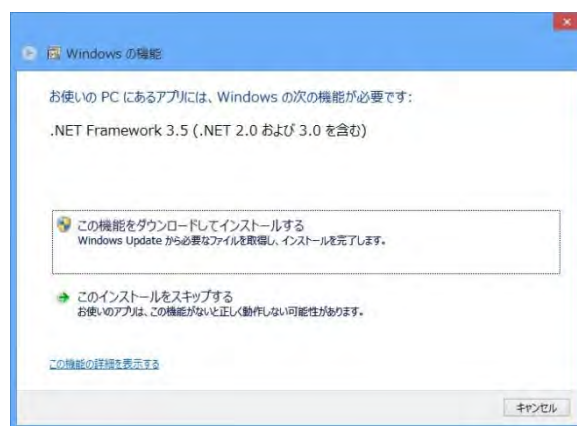 Windows の機能
お使いの PC にあるアプリには、Windows の次の機能が必要です:
.NET Framework 3.5 (.NET 2.0 および 3.0 を含む)
この機能をダウンロードしてインストールする
Windows Update から必要なファイルを取得し、インストールを完了します。
このインストールをスキップする
お使いのアプリは、この機能がないと正しく動作しない可能性があります。
この機能の詳細を表示する
キャンセル